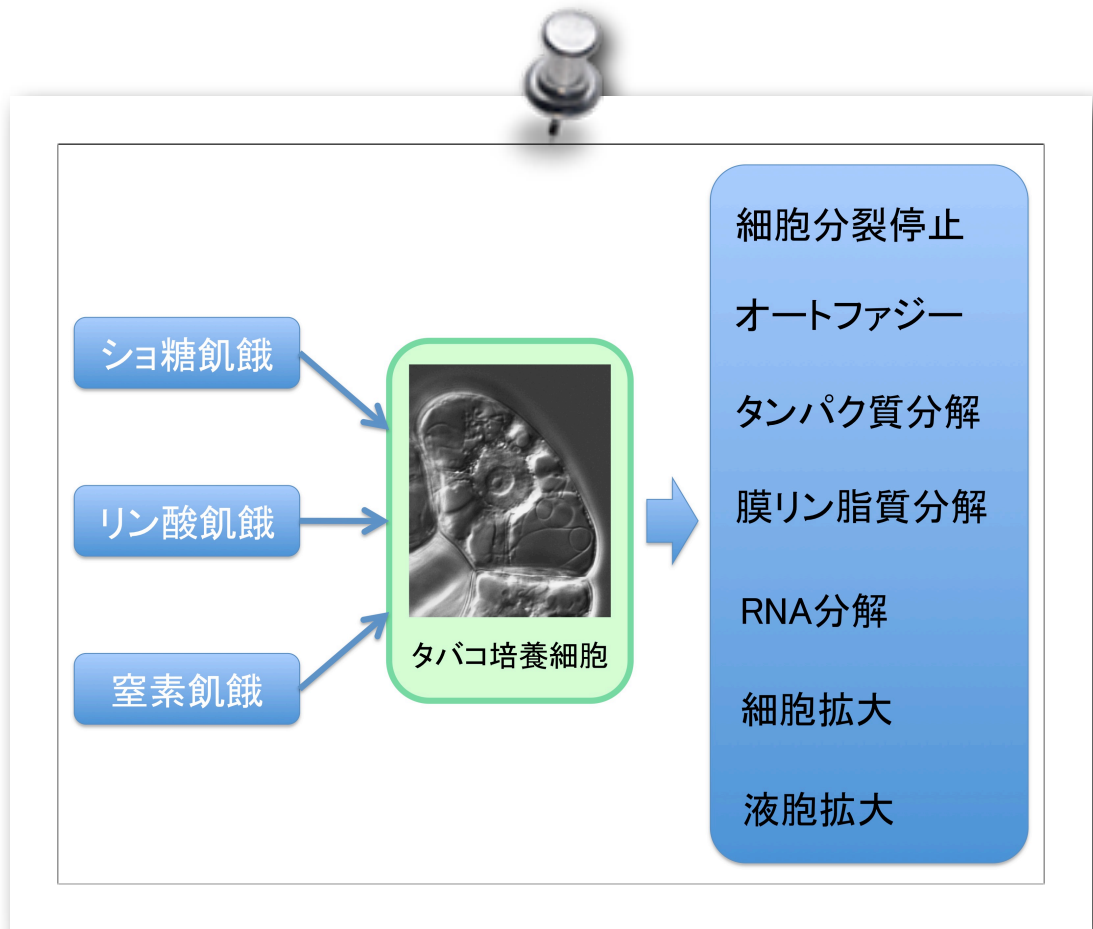 ショ糖飢餓
リン酸飢餓
窒素飢餓
タバコ培養細胞
細胞分裂停止
オートファジー
タンパク質分解
膜リン脂質分解
RNA分解
細胞拡大
液胞拡大